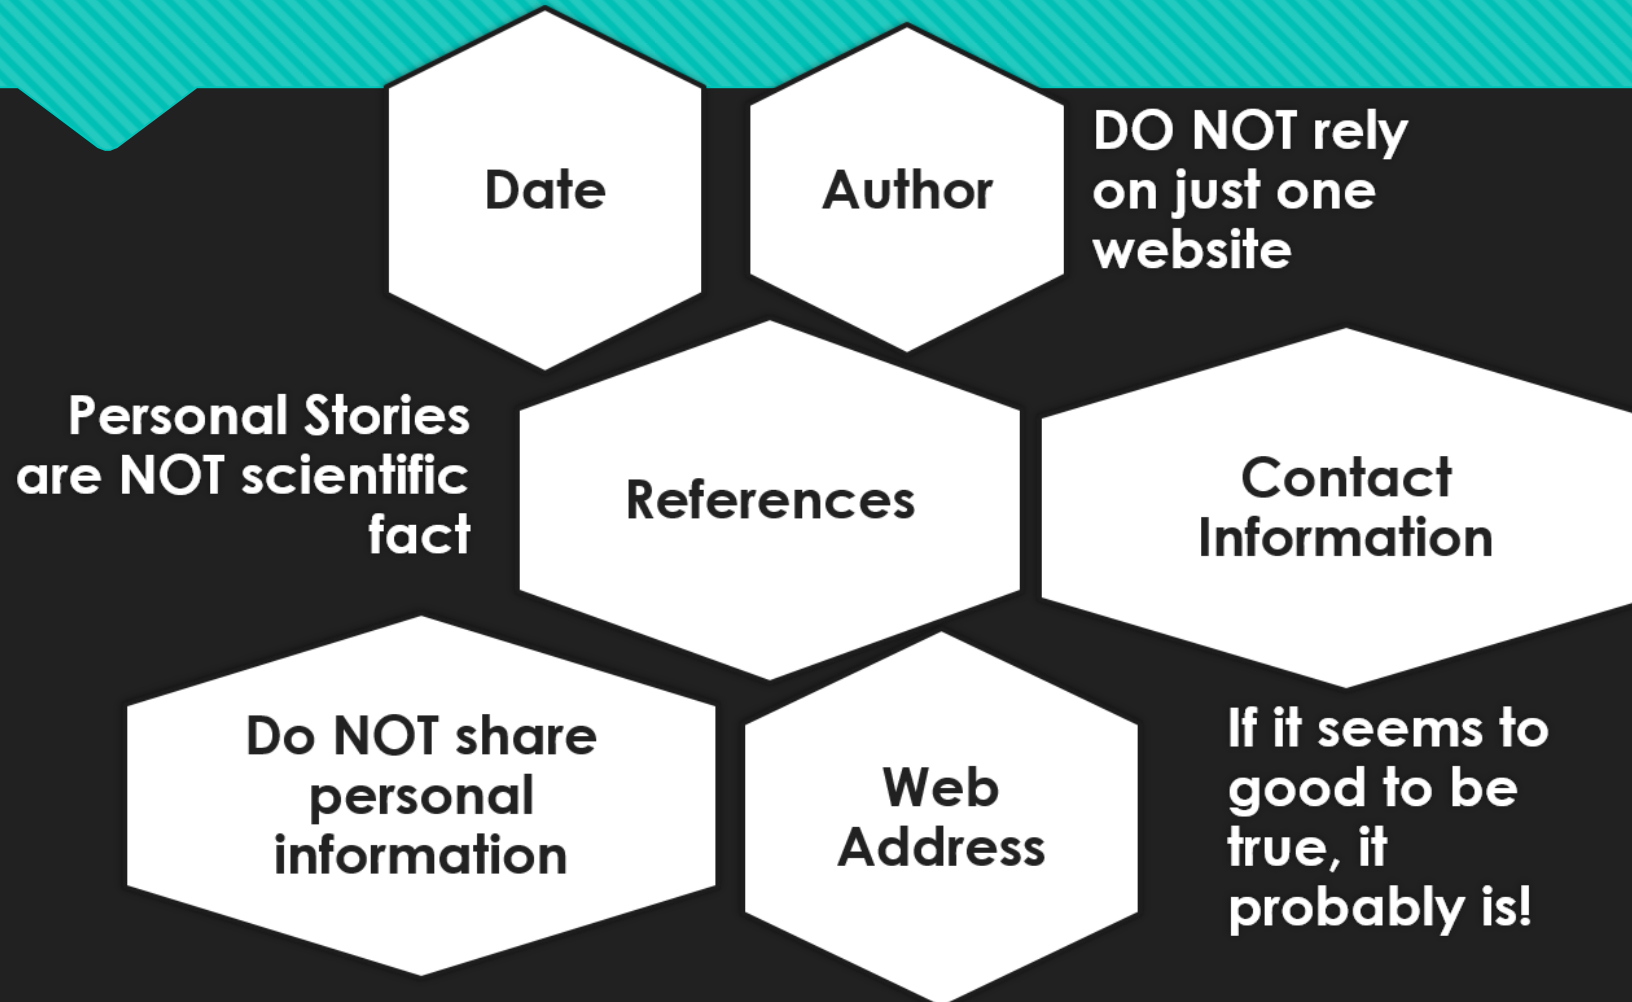 Date
Author
DO NOT rely
on just one
website
Personal Stories
are NOT scientific
fact
References
Contact
Information
Do NOT share
personal
information
Web
Address
If it seems to
good to be
true, it
probably is!